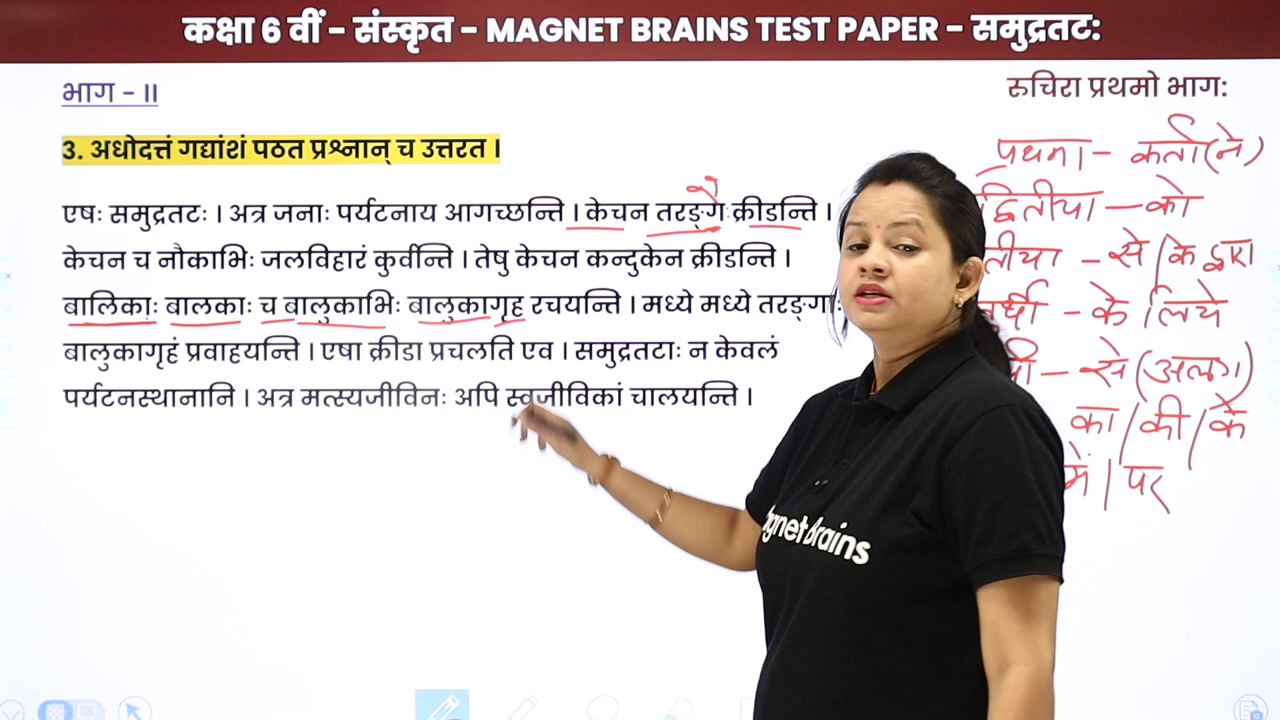 कक्षा 6 वीं - संस्कृत - MAGNET BRAINS TEST PAPER - समुद्रतट:
भाग - II
रुचिरा प्रथमो भाग:
3. अधोदत्तं गद्यांशं पठत प्रश्नान् च उत्तरत ।
एषः समुद्रतटः । अत्र जनाः पर्यटनाय आगच्छन्ति । केचन तरङ्गे क्रीडन्ति ।
केचन च नौकाभिः जलविहारं कुर्वन्ति । तेषु केचन कन्दुकेन क्रीडन्ति ।
बालिकाः बालकाः च बालुकाभिः बालुकागृह रचयन्ति । मध्ये मध्ये तरङ्गाः
बालुकागृहं प्रवाहयन्ति । एषा क्रीडा प्रचलति एव । समुद्रतटाः न केवलं
पर्यटनस्थानानि । अत्र मत्स्यजीविनः अपि स्वजीविकां चालयन्ति ।
प्रथमा - कर्ता (ने)
द्वितीया - को
तीया - से / के द्वारा
र्थी - के लिये
मी - से (अलग)
का / की / के
में / पर
gnet Brains